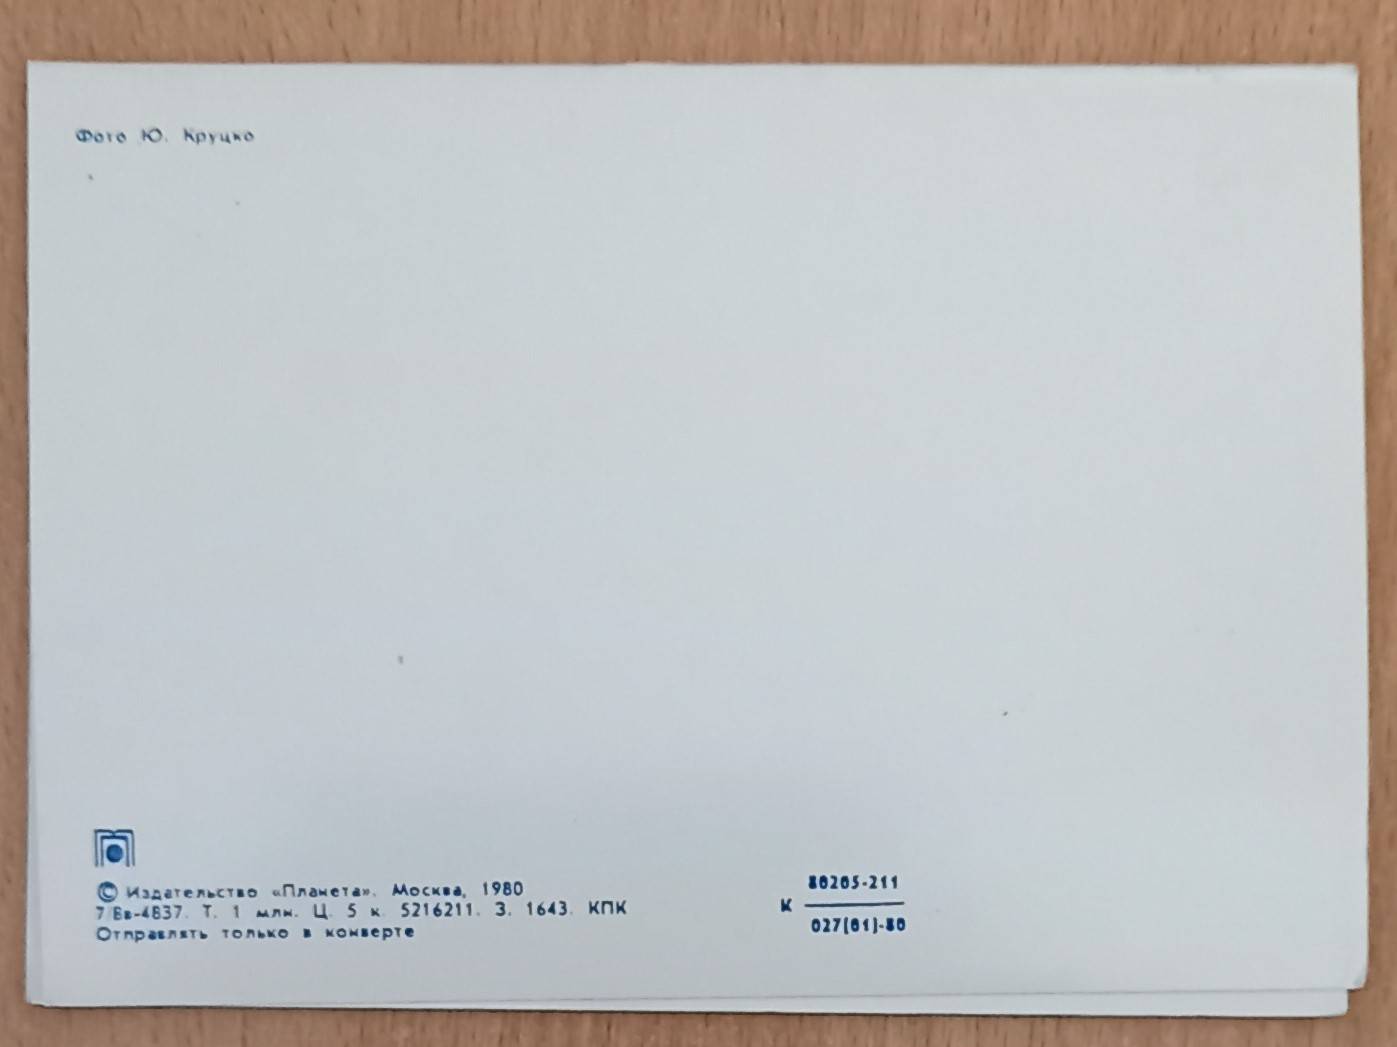 Фото Ю. Круцко
© Издательство «Планета». Москва, 1980
7/Вв-4837. Т. 1 млн. Ц. 5 к. 5216211. З. 1643. КПК
Отправлять только в конверте
К 80205-211
027(01)-80